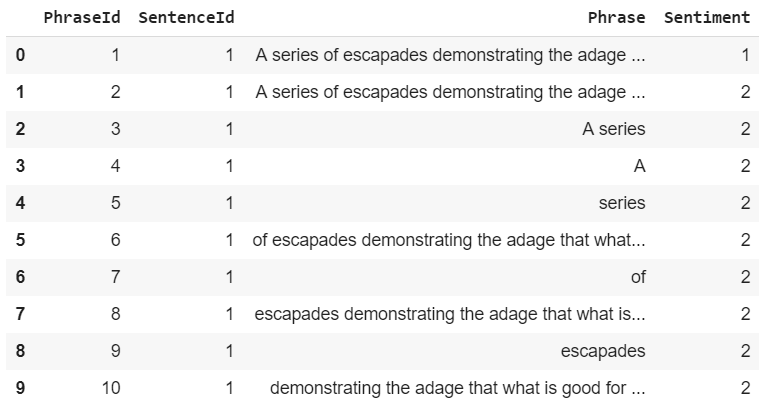 PhraseId SentenceId Phrase Sentiment
0 1 1 A series of escapades demonstrating the adage ... 1
1 2 1 A series of escapades demonstrating the adage ... 2
2 3 1 A series 2
3 4 1 A 2
4 5 1 series 2
5 6 1 of escapades demonstrating the adage that what... 2
6 7 1 of 2
7 8 1 escapades demonstrating the adage that what is... 2
8 9 1 escapades 2
9 10 1 demonstrating the adage that what is good for ... 2